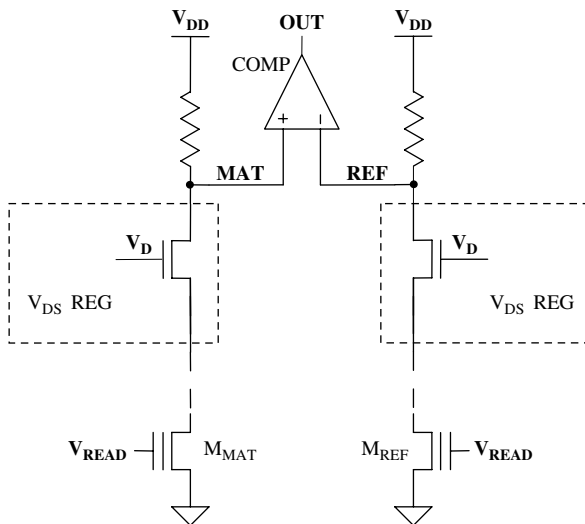 V_DD
OUT
V_DD
COMP
+
−
MAT
REF
V_D
V_D
V_DS REG
V_DS REG
V_READ
M_MAT
M_REF
V_READ